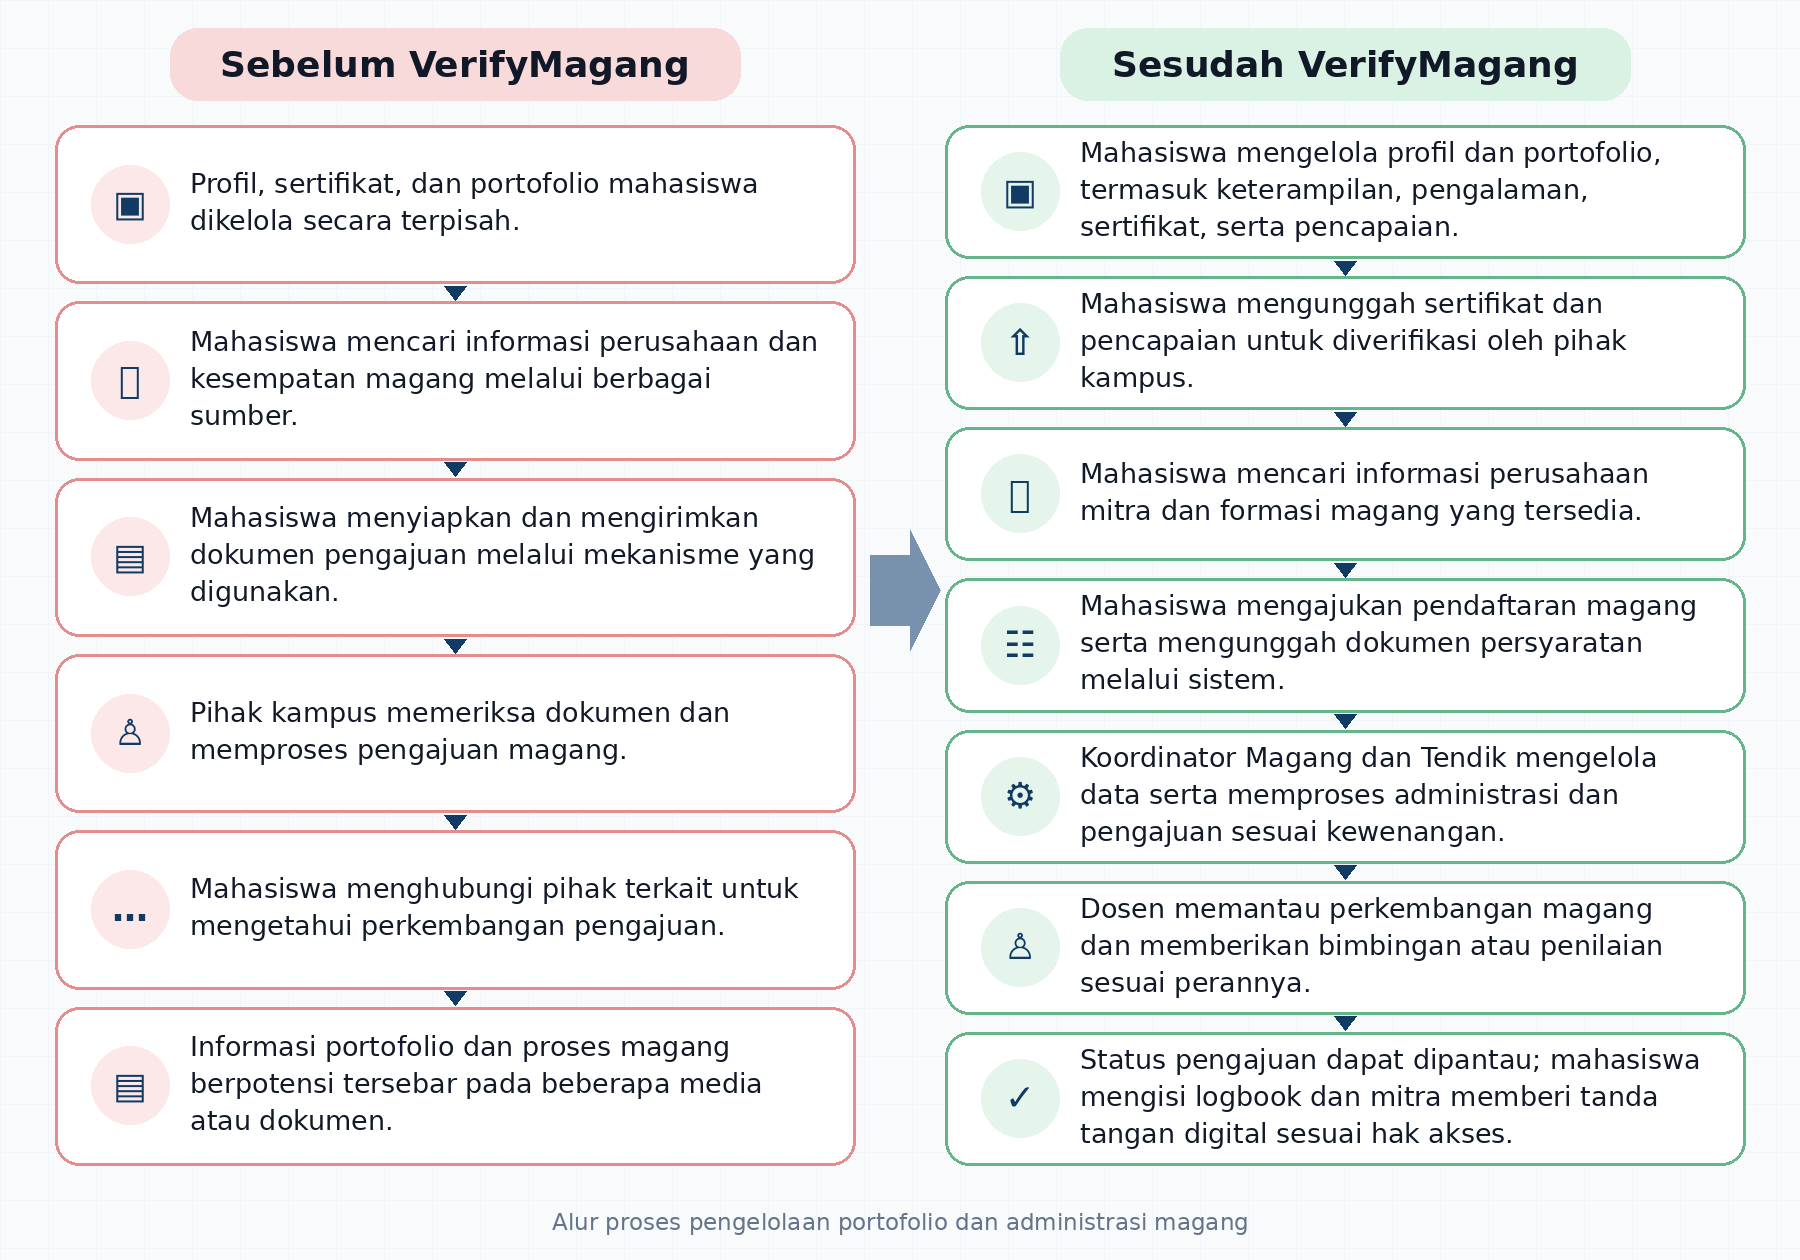 Sebelum VerifyMagang
Profil, sertifikat, dan portofolio mahasiswa
dikelola secara terpisah.
Mahasiswa mencari informasi perusahaan dan
kesempatan magang melalui berbagai
sumber.
Mahasiswa menyiapkan dan mengirimkan
dokumen pengajuan melalui mekanisme yang
digunakan.
Pihak kampus memeriksa dokumen dan
memproses pengajuan magang.
Mahasiswa menghubungi pihak terkait untuk
mengetahui perkembangan pengajuan.
Informasi portofolio dan proses magang
berpotensi tersebar pada beberapa media
atau dokumen.
Sesudah VerifyMagang
Mahasiswa mengelola profil dan portofolio,
termasuk keterampilan, pengalaman,
sertifikat, serta pencapaian.
Mahasiswa mengunggah sertifikat dan
pencapaian untuk diverifikasi oleh pihak
kampus.
Mahasiswa mencari informasi perusahaan
mitra dan formasi magang yang tersedia.
Mahasiswa mengajukan pendaftaran magang
serta mengunggah dokumen persyaratan
melalui sistem.
Koordinator Magang dan Tendik mengelola
data serta memproses administrasi dan
pengajuan sesuai kewenangan.
Dosen memantau perkembangan magang
dan memberikan bimbingan atau penilaian
sesuai perannya.
Status pengajuan dapat dipantau; mahasiswa
mengisi logbook dan mitra memberi tanda
tangan digital sesuai hak akses.
Alur proses pengelolaan portofolio dan administrasi magang